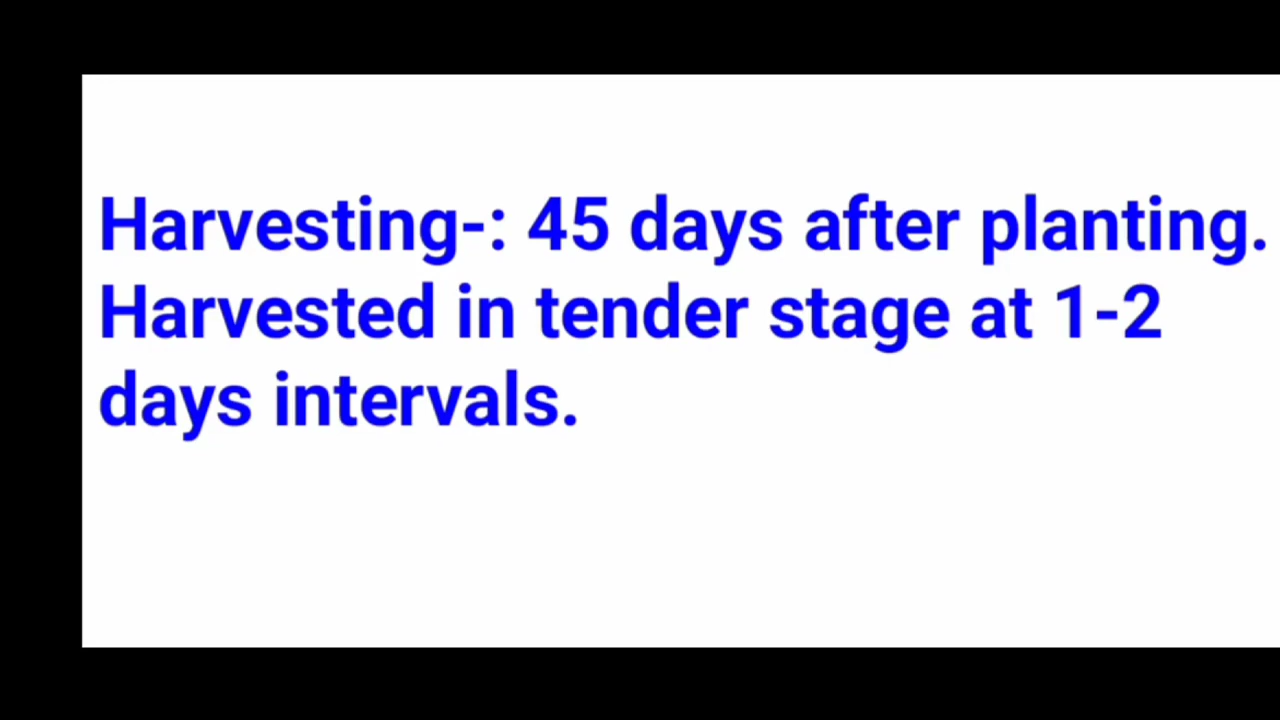 Harvesting-: 45 days after planting.
Harvested in tender stage at 1-2
days intervals.